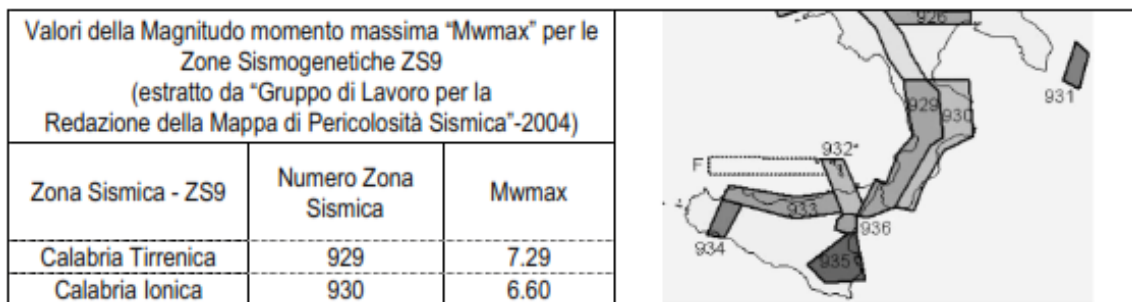 Valori della Magnitudo momento massima “Mwmax” per le
Zone Sismogenetiche ZS9
(estratto da “Gruppo di Lavoro per la
Redazione della Mappa di Pericolosità Sismica”-2004)
Zona Sismica - ZS9
Numero Zona
Sismica
Mwmax
Calabria Tirrenica 929 7.29
Calabria Ionica 930 6.60
926
931
929
930
932
F
933
934
936
935